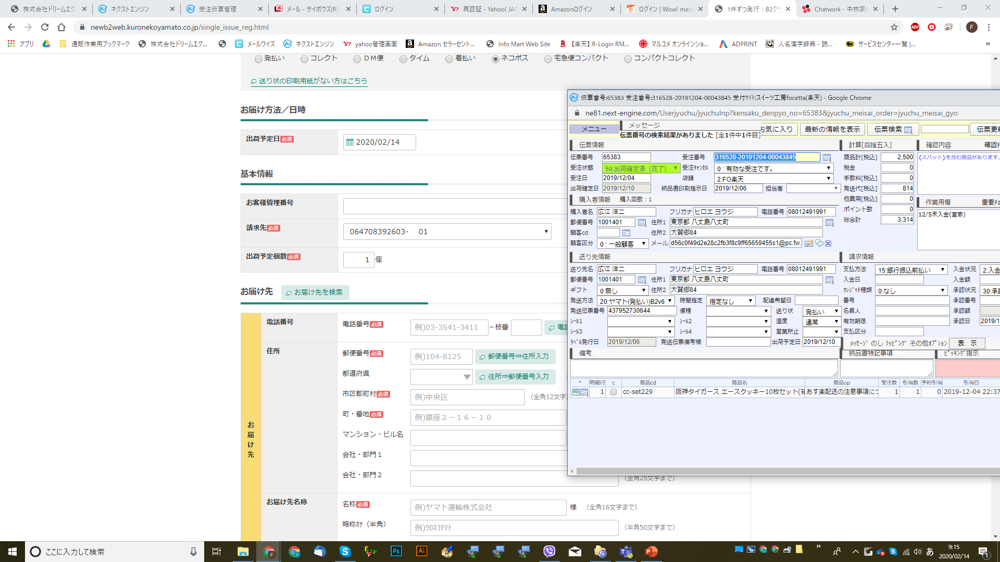 株式会社ドリームエクス
ネクストエンジン
受注伝票管理
メール - サイボウズ(R)
ログイン
再認証 - Yahoo! JAP
Amazonログイン
ログイン | Wow! man
1件ずつ発行｜B2クラ
Chatwork - 中林潤
newb2web.kuronekoyamato.co.jp/single_issue_reg.html
アプリ
通販作業用ブックマーク
株式会社ドリームエク...
メールワイズ
ネクストエンジン
yahoo管理画面
Amazon セラーセント...
Info Mart Web Site
【楽天】R-Login RM...
マルコメ オンラインショ...
ADPRINT
人名漢字辞典 - 読...
サービスセンター一覧 |...
»
発払い コレクト ＤＭ便 タイム 着払い ネコポス 宅急便コンパクト コンパクトコレクト
送り状の印刷用紙がない方はこちら
お届け方法／日時
出荷予定日 必須 2020/02/14
基本情報
お客様管理番号
請求先 必須 064708392603- 01
出荷予定個数 必須 1 個
お届け先 お届け先を検索
お届け先
電話番号
電話番号 必須 例)03-3541-3411 －枝番 電
住所
郵便番号 必須 例)104-8125 郵便番号⇒住所入力
都道府県 住所⇒郵便番号入力
市区郡町村 必須 例)中央区 (全角12文字ま
町・番地 必須 例)銀座２－１６－１０
マンション・ビル名
会社・部門１
会社・部門２ (全角25文字まで)
お届け先名称
名称 必須 例)ヤマト運輸株式会社 様 (全角16文字まで)
略称ｶﾅ（半角） 例)ｸﾛﾈｺﾔﾏﾄ (半角50文字まで)
伝票番号:65383 受注番号:316528-20191204-00043845 受付サイト:スイーツ工房focetta(楽天) - Google Chrome
ne81.next-engine.com/Userjyuchu/jyuchuInp?kensaku_denpyo_no=65383&jyuchu_meisai_order=jyuchu_meisai_gyo
メニュー メッセージ お気に入り 最新の情報を表示 伝票検索 伝票更新
伝票番号の検索結果がありました [全1件中1件目]
伝票情報 計算[四捨五入] 確認内容
伝票番号 65383 受注番号 316528-20191204-00043845 商品計[税込] 2,500 {スパット}を含む商品があります。
受注状態 50:出荷確定済（完了） 受注ｷｬﾝｾﾙ 0 : 有効な受注です。 税金 0
受注日 2019/12/04 店舗 2:FO楽天 手数料[税込] 0
出荷確定日 2019/12/10 納品書印刷指示日 2019/12/06 担当者 発送代[税込] 814
購入者情報 購入回数 : 1 他費用[税込] 0 作業用欄
購入者名 広江 洋二 フリガナ ヒロエ ヨウジ 電話番号 08012491991 ポイント数 0 12/5未入金(宮家)
郵便番号 1001401 住所1 東京都 八丈島八丈町 総合計 3,314
顧客cd 住所2 大賀郷84
顧客区分 0 : 一般顧客 メール d56c0f49d2e28c2fb3f8c9ff65659455s1@pc.fw.
送り先情報 請求情報
送り先名 広江 洋二 フリガナ ヒロエ ヨウジ 電話番号 08012491991 支払方法 15:銀行振込前払い 入金状況 2:入金
郵便番号 1001401 住所1 東京都 八丈島八丈町 入金日 入金額
ギフト 0:無し 住所2 大賀郷84 ｸﾚｼﾞｯﾄ種類 0:なし 承認状況 30:承
発送方法 20:ヤマト(発払い)B2v6 時間指定 指定なし 配達希望日 番号 承認番号
発送伝票番号 437952730644 便種 送り状 発払い 名義人 承認額
ｼｰﾙ1 ｼｰﾙ2 温度 通常 有効期限 承認日 2019/1
ｼｰﾙ3 ｼｰﾙ4 営業所止 支払区分
ﾗﾍﾞﾙ発行日 2019/12/06 発送伝票備考欄 出荷予定日 2019/12/10 ﾒｯｾｰｼﾞ のし ﾗｯﾋﾟﾝｸﾞ その他ｵﾌﾟｼｮﾝ 表 示
備考 納品書特記事項 ﾋﾟｯｷﾝｸﾞ指示
* 明細行 c 商品cd 商品名 商品op 受注数 引当数 予約引当 引当日
1 cc-set229 阪神タイガース エースクッキー10枚セット(箱 あす楽配送の注意事項につ 1 1 0 2019-12-04 22:37
ここに入力して検索
あ
9:15
2020/02/14